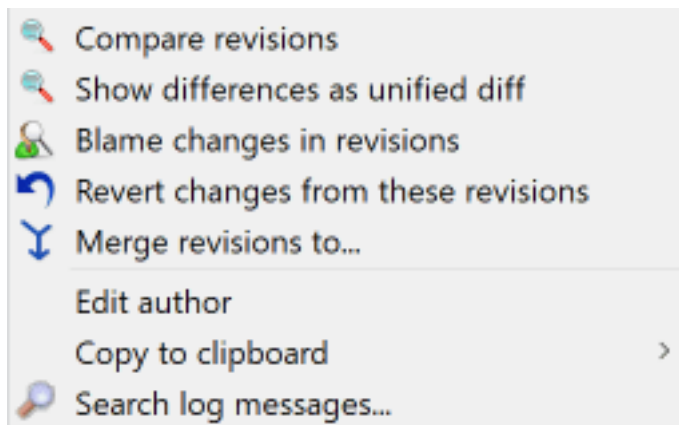 Compare revisions
Show differences as unified diff
Blame changes in revisions
Revert changes from these revisions
Merge revisions to...
Edit author
Copy to clipboard
Search log messages...